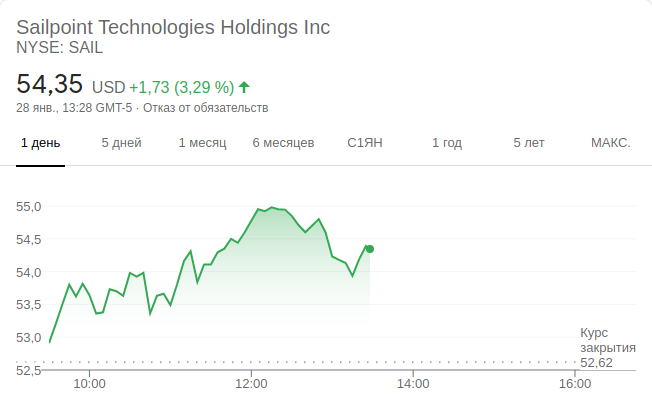 Sailpoint Technologies Holdings Inc
NYSE: SAIL
54,35 USD +1,73 (3,29 %)
28 янв., 13:28 GMT-5 · Отказ от обязательств
1 день 5 дней 1 месяц 6 месяцев С1ЯН 1 год 5 лет МАКС.
55,0
54,5
54,0
53,5
53,0
52,5
Курс
закрытия
52,62
10:00 12:00 14:00 16:00